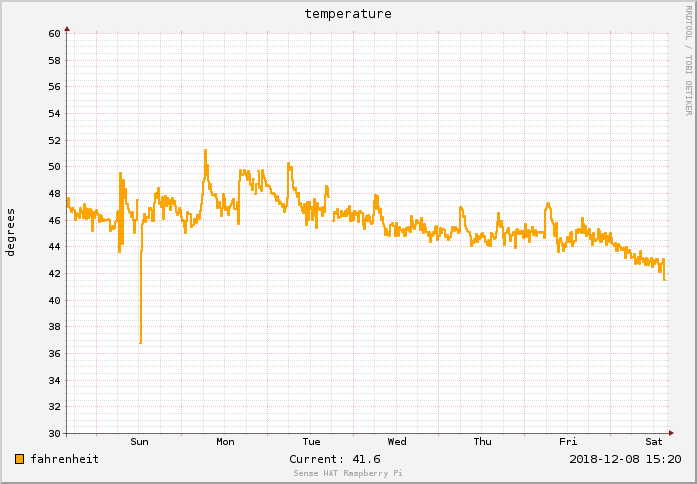 temperature
RRDTOOL / TOBI OETIKER
degrees
60
58
56
54
52
50
48
46
44
42
40
38
36
34
32
30
Sun Mon Tue Wed Thu Fri Sat
fahrenheit Current: 41.6 2018-12-08 15:20
Sense HAT Raspberry Pi